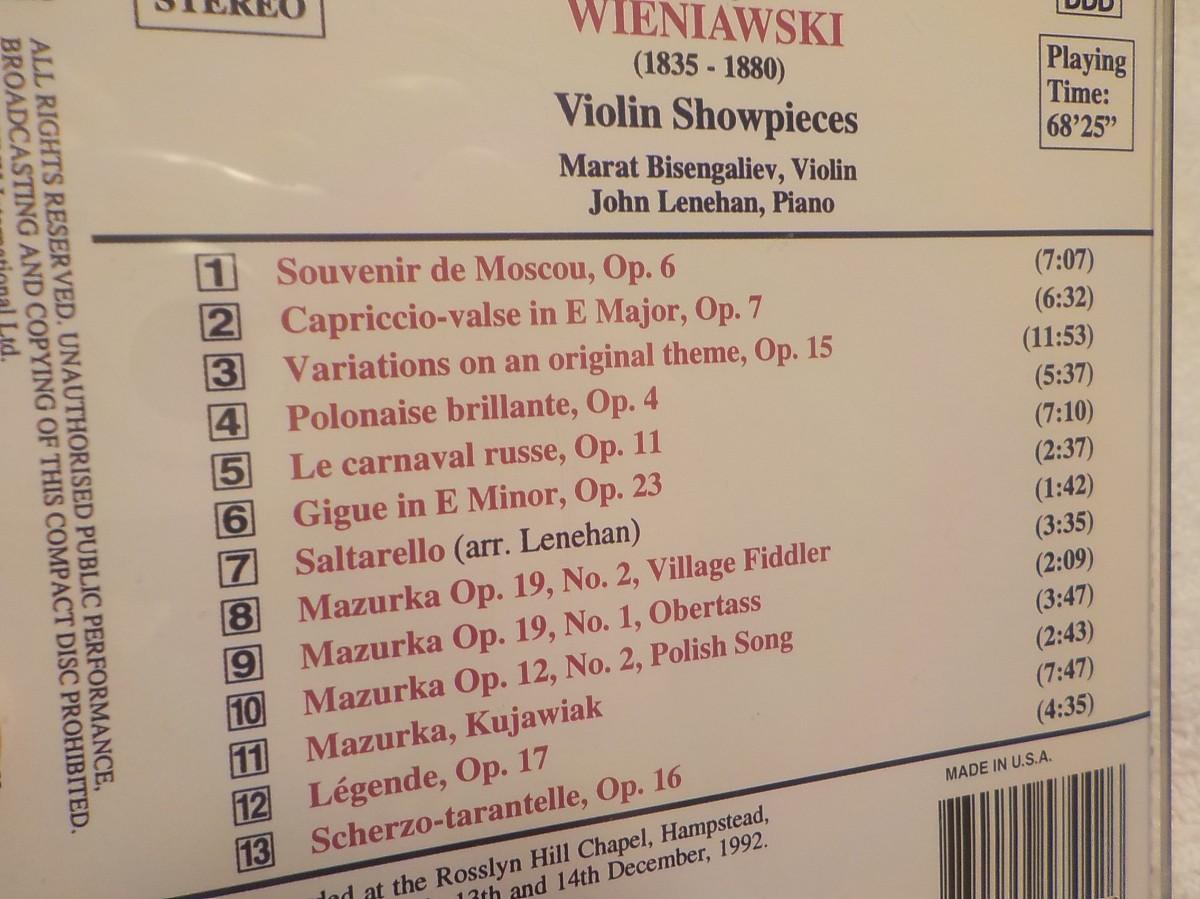 STEREO
WIENIAWSKI
(1835 - 1880)
Violin Showpieces
Marat Bisengaliev, Violin
John Lenehan, Piano
DDD
Playing
Time:
68’25”
1 Souvenir de Moscou, Op. 6 (7:07)
2 Capriccio-valse in E Major, Op. 7 (6:32)
3 Variations on an original theme, Op. 15 (11:53)
4 Polonaise brillante, Op. 4 (5:37)
5 Le carnaval russe, Op. 11 (7:10)
6 Gigue in E Minor, Op. 23 (2:37)
7 Saltarello (arr. Lenehan) (1:42)
8 Mazurka Op. 19, No. 2, Village Fiddler (3:35)
9 Mazurka Op. 19, No. 1, Obertass (2:09)
10 Mazurka Op. 12, No. 2, Polish Song (3:47)
11 Mazurka, Kujawiak (2:43)
12 Légende, Op. 17 (7:47)
13 Scherzo-tarantelle, Op. 16 (4:35)
at the Rosslyn Hill Chapel, Hampstead,
13th and 14th December, 1992.
MADE IN U.S.A.
ALL RIGHTS RESERVED. UNAUTHORISED PUBLIC PERFORMANCE,
BROADCASTING AND COPYING OF THIS COMPACT DISC PROHIBITED.
Ltd.